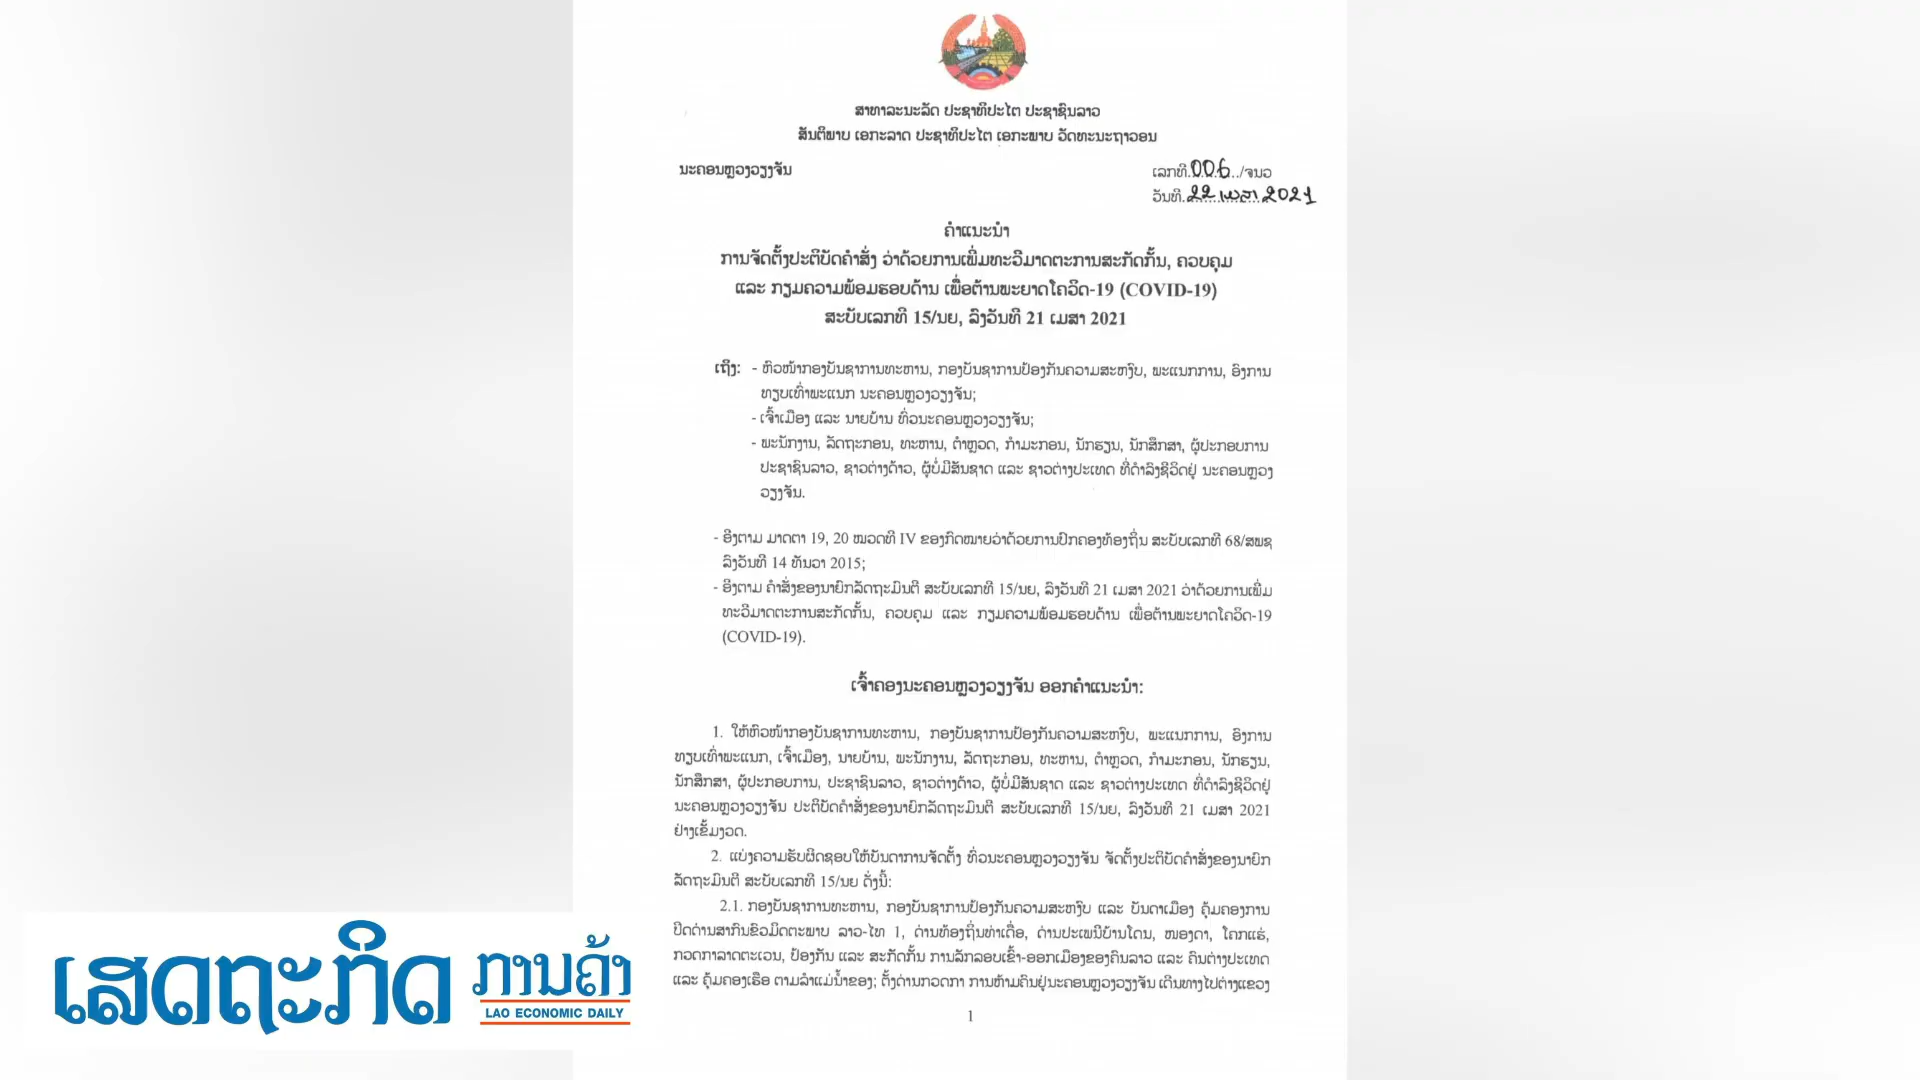 ສາທາລະນະລັດ ປະຊາທິປະໄຕ ປະຊາຊົນລາວ
ສັນຕິພາບ ເອກະລາດ ປະຊາທິປະໄຕ ເອກະພາບ ວັດທະນະຖາວອນ
ນະຄອນຫຼວງວຽງຈັນ
ເລກທີ 006 /ຈນວ
ວັນທີ 22 ເມສາ 2021
ຄຳແນະນຳ
ການຈັດຕັ້ງປະຕິບັດຄຳສັ່ງ ວ່າດ້ວຍການເພີ່ມທະວີມາດຕະການສະກັດກັ້ນ, ຄວບຄຸມ
ແລະ ກຽມຄວາມພ້ອມຮອບດ້ານ ເພື່ອຕ້ານພະຍາດໂຄວິດ-19 (COVID-19)
ສະບັບເລກທີ 15/ນຍ, ລົງວັນທີ 21 ເມສາ 2021
ເຖິງ: - ຫົວໜ້າກອງບັນຊາການທະຫານ, ກອງບັນຊາການປ້ອງກັນຄວາມສະຫງົບ, ພະແນກການ, ອົງການ
ທຽບເທົ່າພະແນກ ນະຄອນຫຼວງວຽງຈັນ;
- ເຈົ້າເມືອງ ແລະ ນາຍບ້ານ ທົ່ວນະຄອນຫຼວງວຽງຈັນ;
- ພະນັກງານ, ລັດຖະກອນ, ທະຫານ, ຕຳຫຼວດ, ກຳມະກອນ, ນັກຮຽນ, ນັກສຶກສາ, ຜູ້ປະກອບການ
ປະຊາຊົນລາວ, ຊາວຕ່າງດ້າວ, ຜູ້ບໍ່ມີສັນຊາດ ແລະ ຊາວຕ່າງປະເທດ ທີ່ດຳລົງຊີວິດຢູ່ ນະຄອນຫຼວງ
ວຽງຈັນ.
- ອີງຕາມ ມາດຕາ 19, 20 ໝວດທີ IV ຂອງກົດໝາຍວ່າດ້ວຍການປົກຄອງທ້ອງຖິ່ນ ສະບັບເລກທີ 68/ສພຊ
ລົງວັນທີ 14 ທັນວາ 2015;
- ອີງຕາມ ຄຳສັ່ງຂອງນາຍົກລັດຖະມົນຕີ ສະບັບເລກທີ 15/ນຍ, ລົງວັນທີ 21 ເມສາ 2021 ວ່າດ້ວຍການເພີ່ມ
ທະວີມາດຕະການສະກັດກັ້ນ, ຄວບຄຸມ ແລະ ກຽມຄວາມພ້ອມຮອບດ້ານ ເພື່ອຕ້ານພະຍາດໂຄວິດ-19
(COVID-19).
ເຈົ້າຄອງນະຄອນຫຼວງວຽງຈັນ ອອກຄຳແນະນຳ:
1. ໃຫ້ຫົວໜ້າກອງບັນຊາການທະຫານ, ກອງບັນຊາການປ້ອງກັນຄວາມສະຫງົບ, ພະແນກການ, ອົງການ
ທຽບເທົ່າພະແນກ, ເຈົ້າເມືອງ, ນາຍບ້ານ, ພະນັກງານ, ລັດຖະກອນ, ທະຫານ, ຕຳຫຼວດ, ກຳມະກອນ, ນັກຮຽນ,
ນັກສຶກສາ, ຜູ້ປະກອບການ, ປະຊາຊົນລາວ, ຊາວຕ່າງດ້າວ, ຜູ້ບໍ່ມີສັນຊາດ ແລະ ຊາວຕ່າງປະເທດ ທີ່ດຳລົງຊີວິດຢູ່
ນະຄອນຫຼວງວຽງຈັນ ປະຕິບັດຄຳສັ່ງຂອງນາຍົກລັດຖະມົນຕີ ສະບັບເລກທີ 15/ນຍ, ລົງວັນທີ 21 ເມສາ 2021
ຢ່າງເຂັ້ມງວດ.
2. ແບ່ງຄວາມຮັບຜິດຊອບໃຫ້ບັນດາການຈັດຕັ້ງ ທົ່ວນະຄອນຫຼວງວຽງຈັນ ຈັດຕັ້ງປະຕິບັດຄຳສັ່ງຂອງນາຍົກ
ລັດຖະມົນຕີ ສະບັບເລກທີ 15/ນຍ ດັ່ງນີ້:
2.1. ກອງບັນຊາການທະຫານ, ກອງບັນຊາການປ້ອງກັນຄວາມສະຫງົບ ແລະ ບັນດາເມືອງ ຄຸ້ມຄອງການ
ປິດດ່ານສາກົນຂົວມິດຕະພາບ ລາວ-ໄທ 1, ດ່ານທ້ອງຖິ່ນທ່າເດື່ອ, ດ່ານປະເພນີບ້ານໂດນ, ໜອງດາ, ໂຄກແຮ່,
ກວດກາລາດຕະເວນ, ປ້ອງກັນ ແລະ ສະກັດກັ້ນ ການລັກລອບເຂົ້າ-ອອກເມືອງຂອງຄົນລາວ ແລະ ຄົນຕ່າງປະເທດ
ແລະ ຄຸ້ມຄອງເຮືອ ຕາມລຳແມ່ນ້ຳຂອງ; ຕັ້ງດ່ານກວດກາ ການຫ້າມຄົນຢູ່ນະຄອນຫຼວງວຽງຈັນ ເດີນທາງໄປຕ່າງແຂວງ
1
ເສດຖະກິດ ການຄ້າ
LAO ECONOMIC DAILY